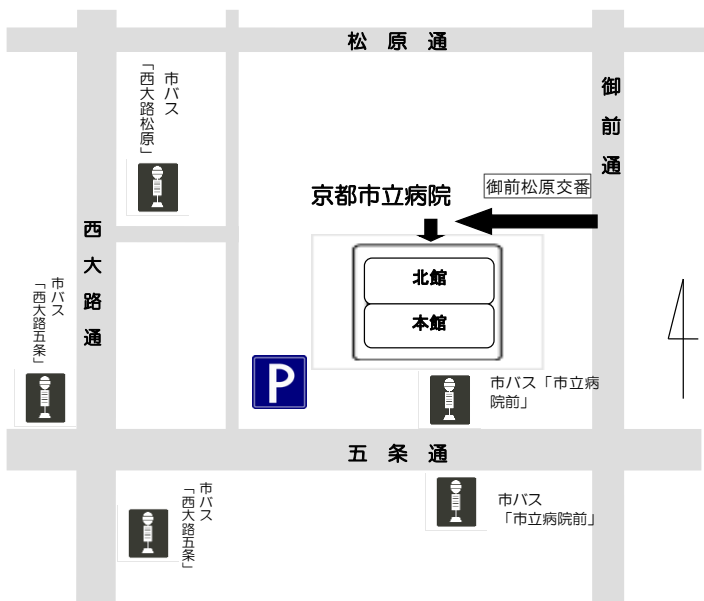 松原通
御前通
市バス
「西大路松原」
京都市立病院
御前松原交番
西大路通
北館
本館
市バス
「西大路五条」
P
市バス「市立病
院前」
五条通
市バス
「西大路五条」
市バス
「市立病院前」